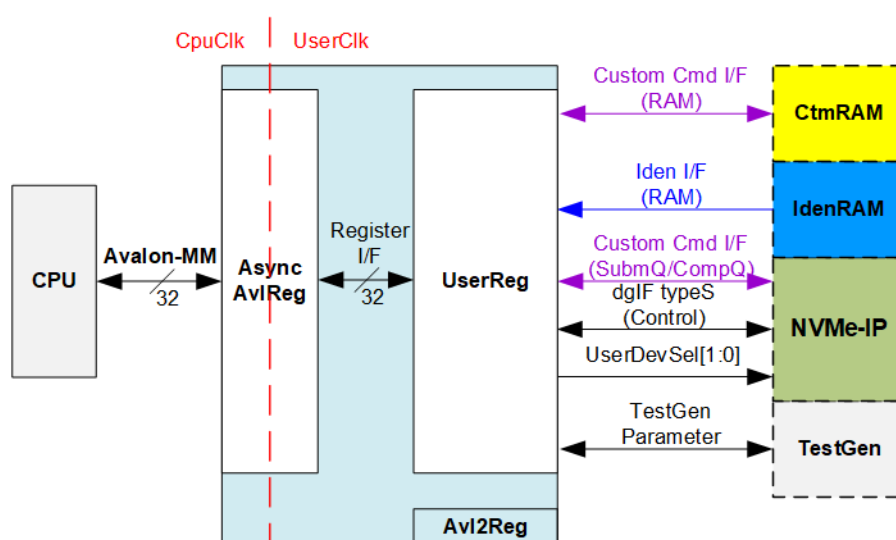 CpuClk
UserClk
Custom Cmd I/F
(RAM)
CtmRAM
Iden I/F
(RAM)
IdenRAM
CPU
Avalon-MM
32
Async
AvlReg
Register
I/F
32
UserReg
Custom Cmd I/F
(SubmQ/CompQ)
dgIF typeS
(Control)
NVMe-IP
UserDevSel[1:0]
TestGen
Parameter
TestGen
Avl2Reg